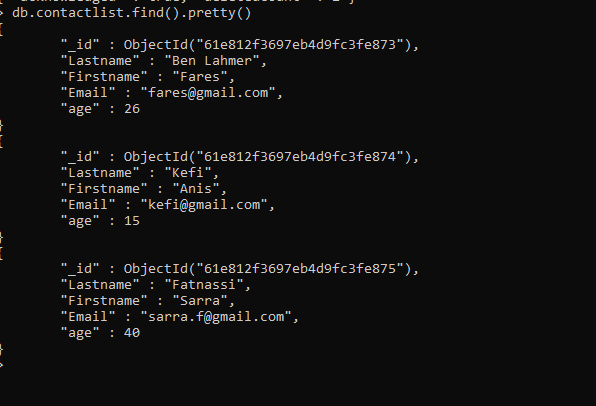 > db.contactlist.find().pretty()
{
"_id" : ObjectId("61e812f3697eb4d9fc3fe873"),
"Lastname" : "Ben Lahmer",
"Firstname" : "Fares",
"Email" : "fares@gmail.com",
"age" : 26
}
{
"_id" : ObjectId("61e812f3697eb4d9fc3fe874"),
"Lastname" : "Kefi",
"Firstname" : "Anis",
"Email" : "kefi@gmail.com",
"age" : 15
}
{
"_id" : ObjectId("61e812f3697eb4d9fc3fe875"),
"Lastname" : "Fatnassi",
"Firstname" : "Sarra",
"Email" : "sarra.f@gmail.com",
"age" : 40
}
>